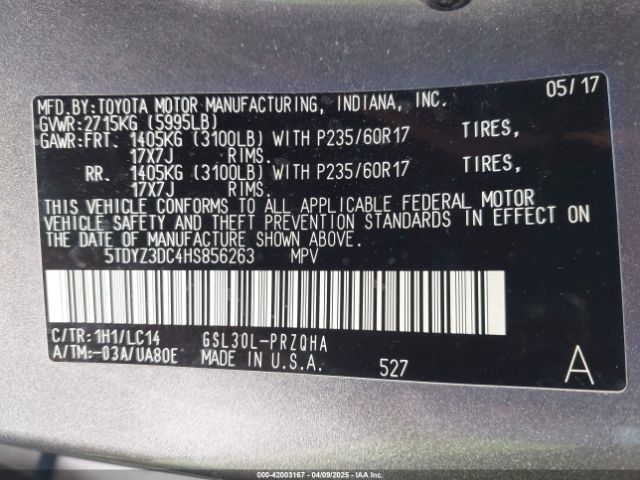 MFD.BY:TOYOTA MOTOR MANUFACTURING, INDIANA, INC. 05/17
GVWR:2715KG (5995LB)
GAWR:FRT. 1405KG (3100LB) WITH P235/60R17 TIRES,
17X7J RIMS.
RR. 1405KG (3100LB) WITH P235/60R17 TIRES,
17X7J RIMS.
THIS VEHICLE CONFORMS TO ALL APPLICABLE FEDERAL MOTOR
VEHICLE SAFETY AND THEFT PREVENTION STANDARDS IN EFFECT ON
THE DATE OF MANUFACTURE SHOWN ABOVE.
5TDYZ3DC4HS856263 MPV
C/TR:1H1/LC14 GSL30L-PRZQHA
A/TM:-03A/UA80E MADE IN U.S.A. 527 A
000-42003167 - 04/09/2025 - IAAI.COM